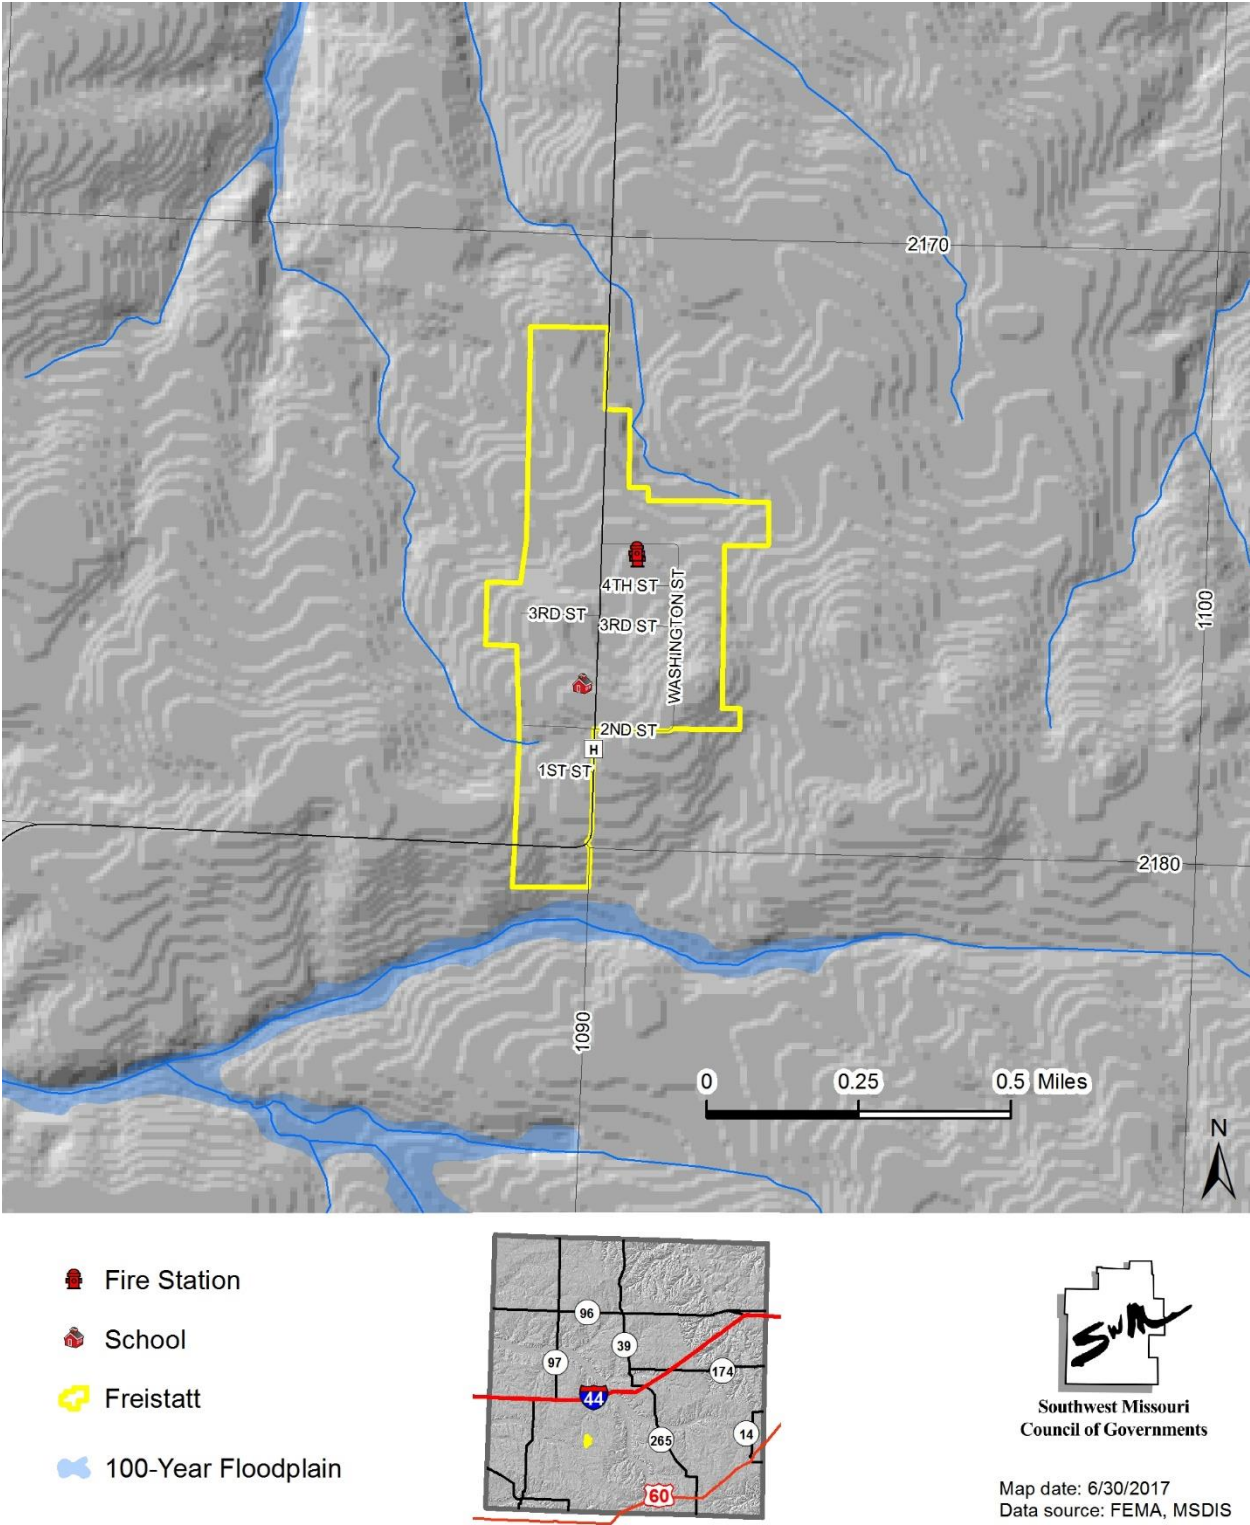 2170
1100
4TH ST
3RD ST
3RD ST
WASHINGTON ST
2ND ST
H
1ST ST
2180
1090
0 0.25 0.5 Miles
N
Fire Station
School
Freistatt
100-Year Floodplain
96
39
97
174
44
265
14
60
SWM
Southwest Missouri
Council of Governments
Map date: 6/30/2017
Data source: FEMA, MSDIS